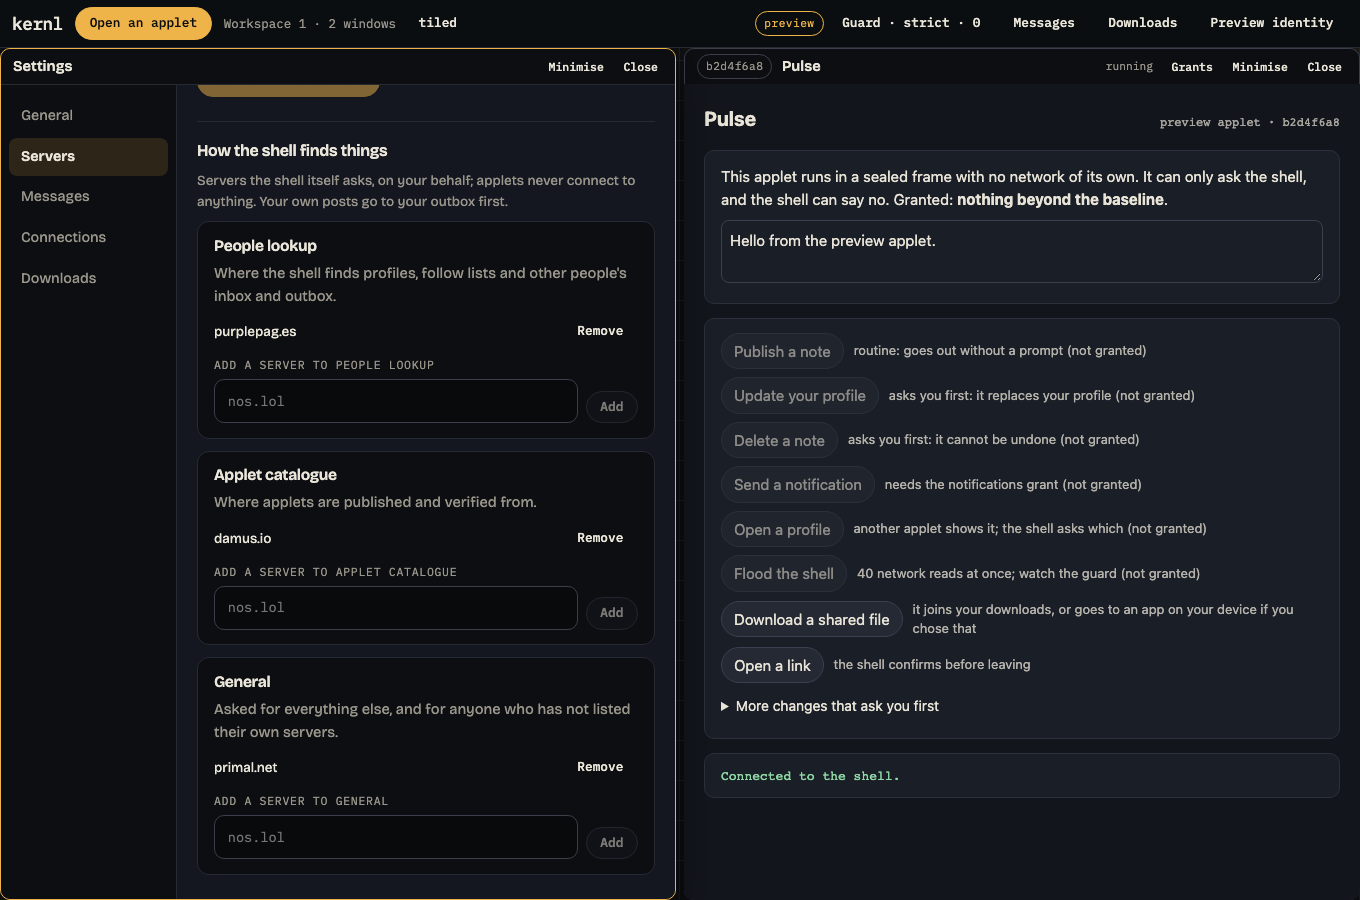 kernl
Open an applet
Workspace 1 · 2 windows
tiled
preview
Guard · strict · 0
Messages
Downloads
Preview identity
Settings
Minimise
Close
General
Servers
Messages
Connections
Downloads
How the shell finds things
Servers the shell itself asks, on your behalf; applets never connect to
anything. Your own posts go to your outbox first.
People lookup
Where the shell finds profiles, follow lists and other people's
inbox and outbox.
purplepag.es
Remove
ADD A SERVER TO PEOPLE LOOKUP
nos.lol
Add
Applet catalogue
Where applets are published and verified from.
damus.io
Remove
ADD A SERVER TO APPLET CATALOGUE
nos.lol
Add
General
Asked for everything else, and for anyone who has not listed
their own servers.
primal.net
Remove
ADD A SERVER TO GENERAL
nos.lol
Add
b2d4f6a8
Pulse
running
Grants
Minimise
Close
Pulse
preview applet · b2d4f6a8
This applet runs in a sealed frame with no network of its own. It can only ask the shell,
and the shell can say no. Granted: nothing beyond the baseline.
Hello from the preview applet.
Publish a note
routine: goes out without a prompt (not granted)
Update your profile
asks you first: it replaces your profile (not granted)
Delete a note
asks you first: it cannot be undone (not granted)
Send a notification
needs the notifications grant (not granted)
Open a profile
another applet shows it; the shell asks which (not granted)
Flood the shell
40 network reads at once; watch the guard (not granted)
Download a shared file
it joins your downloads, or goes to an app on your device if you
chose that
Open a link
the shell confirms before leaving
More changes that ask you first
Connected to the shell.